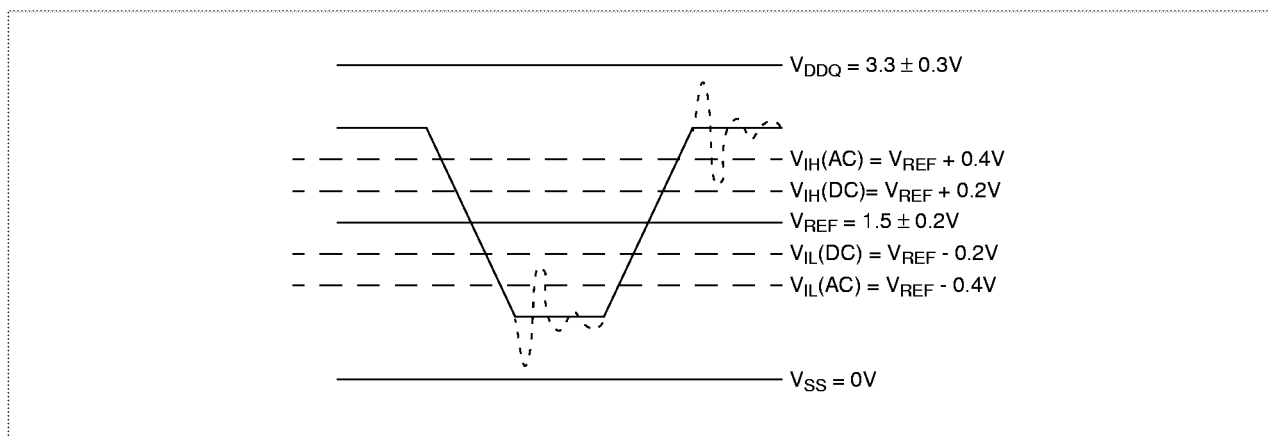 V_DDQ = 3.3 ± 0.3V
V_IH(AC) = V_REF + 0.4V
V_IH(DC)= V_REF + 0.2V
V_REF = 1.5 ± 0.2V
V_IL(DC) = V_REF - 0.2V
V_IL(AC) = V_REF - 0.4V
V_SS = 0V